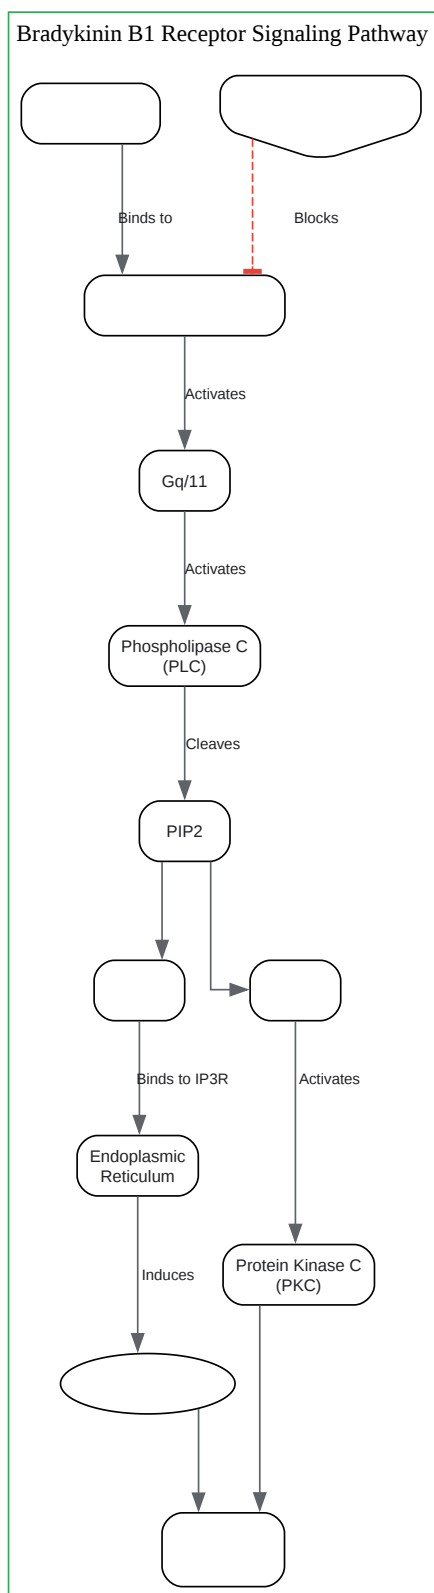 Bradykinin B1 Receptor Signaling Pathway
Binds to
Blocks
Activates
Gq/11
Activates
Phospholipase C
(PLC)
Cleaves
PIP2
Binds to IP3R
Activates
Endoplasmic
Reticulum
Protein Kinase C
(PKC)
Induces